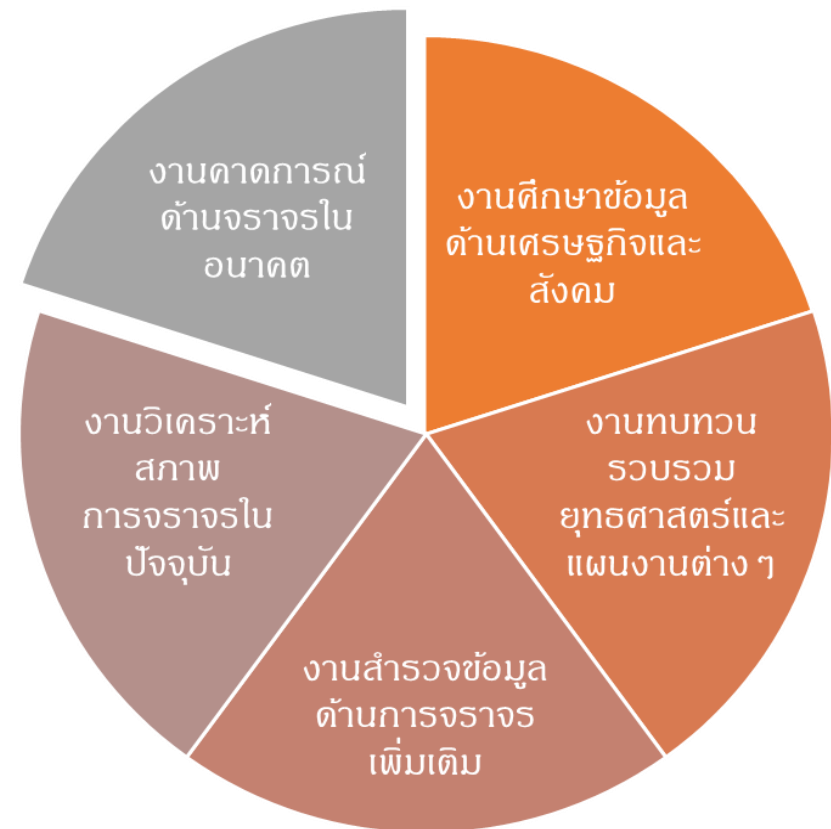 งานศึกษาข้อมูล
ด้านเศรษฐกิจและ
สังคม
งานทบทวน
รวบรวม
ยุทธศาสตร์และ
แผนงานต่าง ๆ
งานสำรวจข้อมูล
ด้านการจราจร
เพิ่มเติม
งานวิเคราะห์
สภาพ
การจราจรใน
ปัจจุบัน
งานคาดการณ์
ด้านจราจรใน
อนาคต